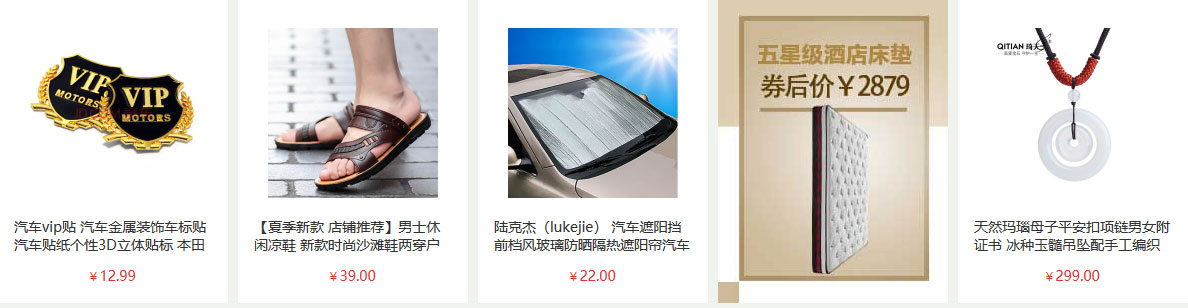 VIP
MOTORS
VIP
MOTORS
汽车vip贴 汽车金属装饰车标贴
汽车贴纸个性3D立体贴标 本田
￥12.99
【夏季新款 店铺推荐】男士休
闲凉鞋 新款时尚沙滩鞋两穿户
￥39.00
陆克杰（lukejie） 汽车遮阳挡
前档风玻璃防晒隔热遮阳帘汽车
￥22.00
五星级酒店床垫
券后价￥2879
QITIAN 琦天
天然玛瑙母子平安扣项链男女附
证书 冰种玉髓吊坠配手工编织
￥299.00